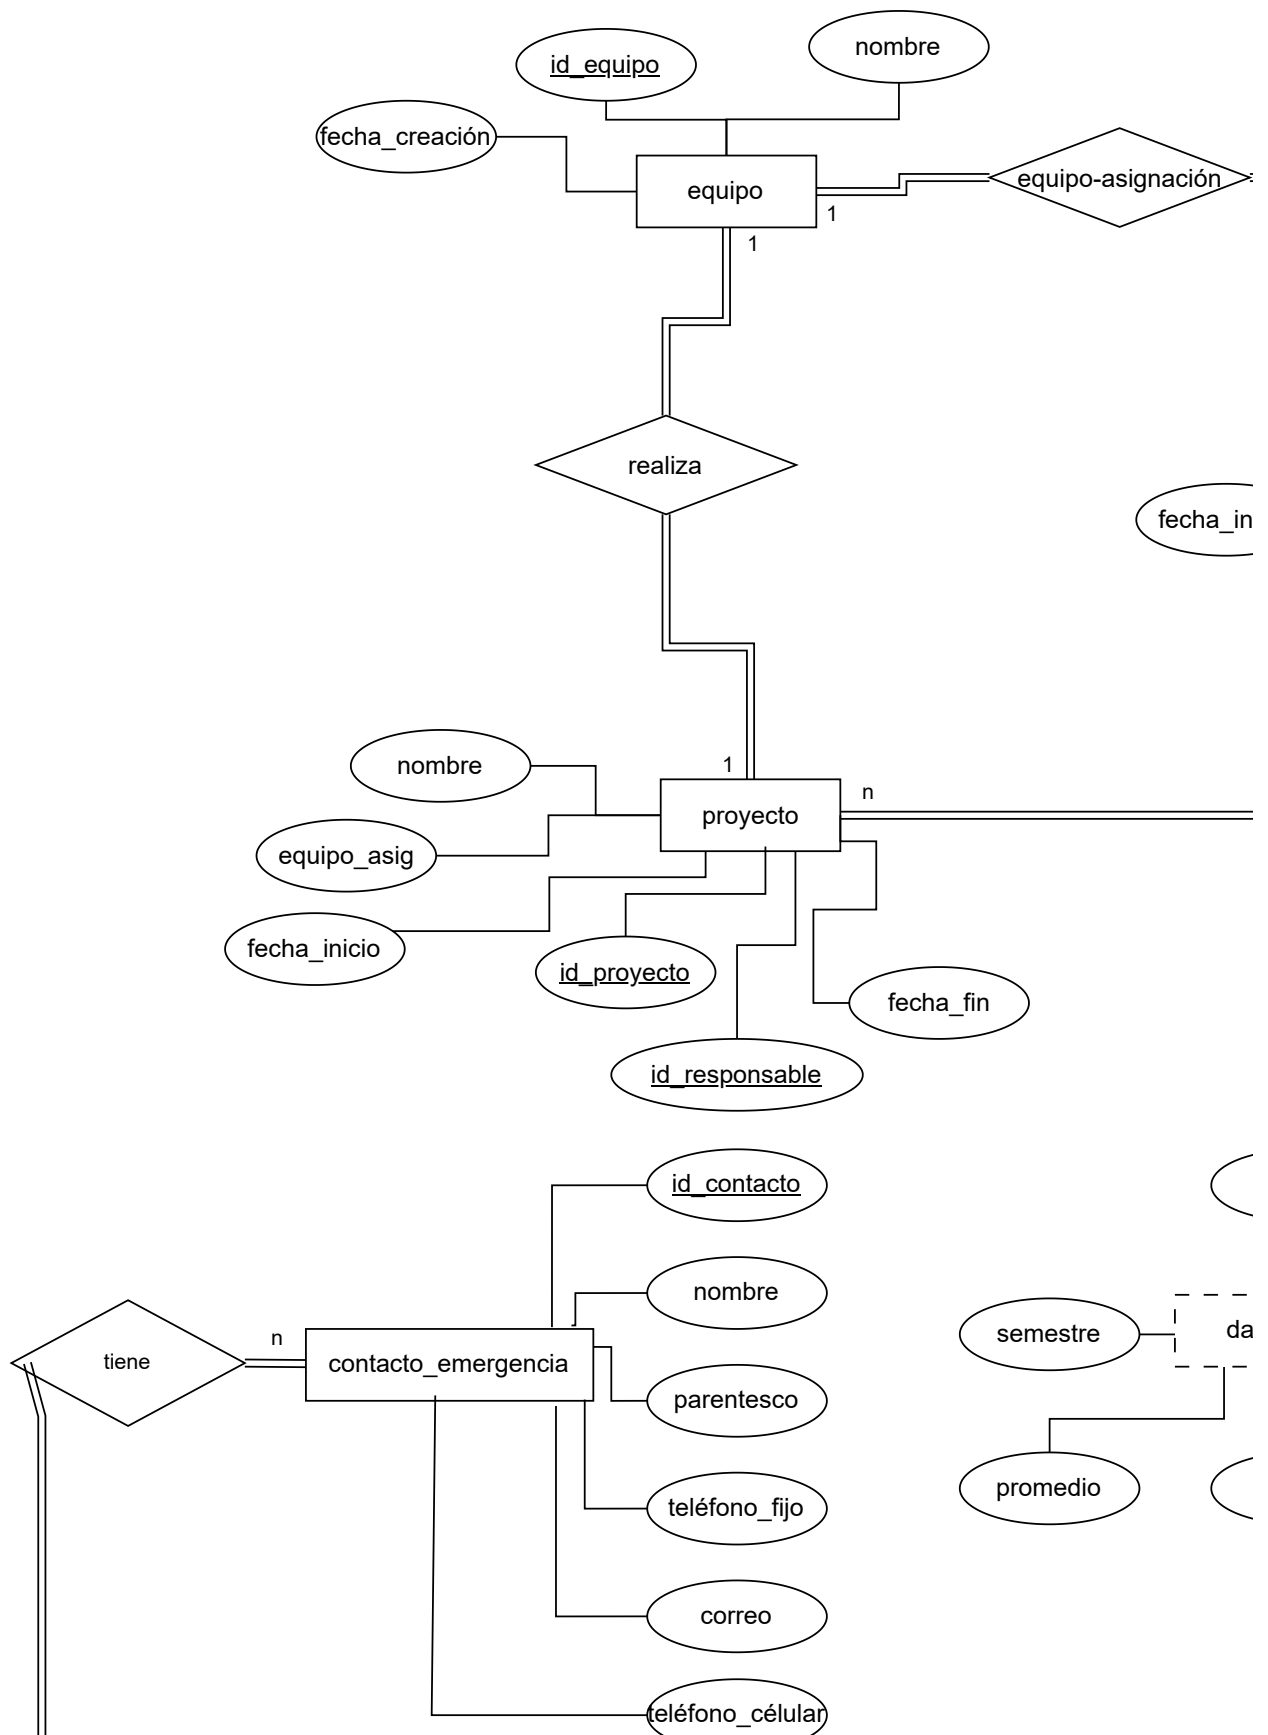 nombre
id_equipo
fecha_creación
equipo
equipo-asignación
1
1
realiza
fecha_in
nombre
1
n
proyecto
equipo_asig
fecha_inicio
id_proyecto
fecha_fin
id_responsable
id_contacto
nombre
n
tiene
contacto_emergencia
semestre
da
parentesco
promedio
teléfono_fijo
correo
teléfono_célular